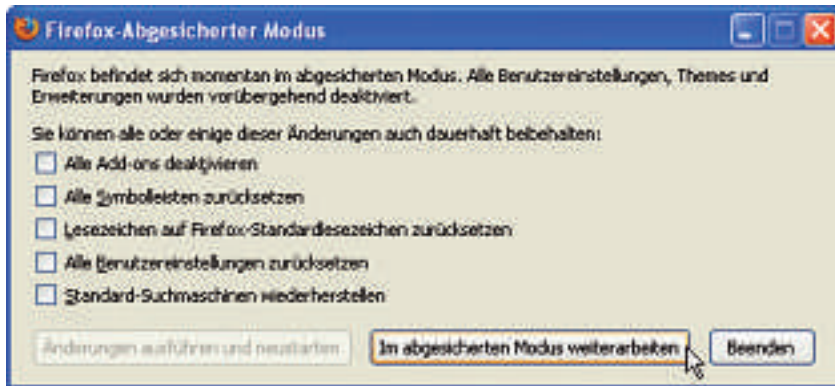 Firefox-Abgesicherter Modus
Firefox befindet sich momentan im abgesicherten Modus. Alle Benutzereinstellungen, Themes und
Erweiterungen wurden vorübergehend deaktiviert.
Sie können alle oder einige dieser Änderungen auch dauerhaft beibehalten:
Alle Add-ons deaktivieren
Alle Symbolleisten zurücksetzen
Lesezeichen auf Firefox-Standardlesezeichen zurücksetzen
Alle Benutzereinstellungen zurücksetzen
Standard-Suchmaschinen wiederherstellen
Änderungen ausführen und neustarten Im abgesicherten Modus weiterarbeiten Beenden